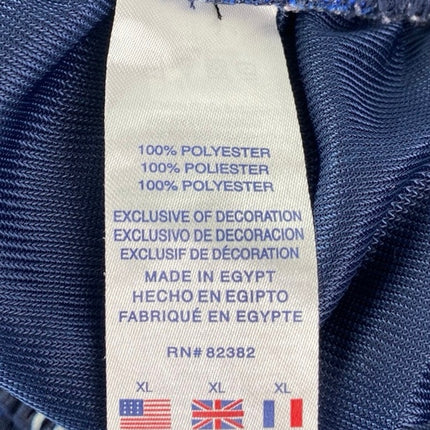 100% POLYESTER
100% POLIESTER
100% POLYESTER
EXCLUSIVE OF DECORATION
EXCLUSIVO DE DECORACION
EXCLUSIF DE DÉCORATION
MADE IN EGYPT
HECHO EN EGIPTO
FABRIQUÉ EN EGYPTE
RN# 82382
XL XL XL